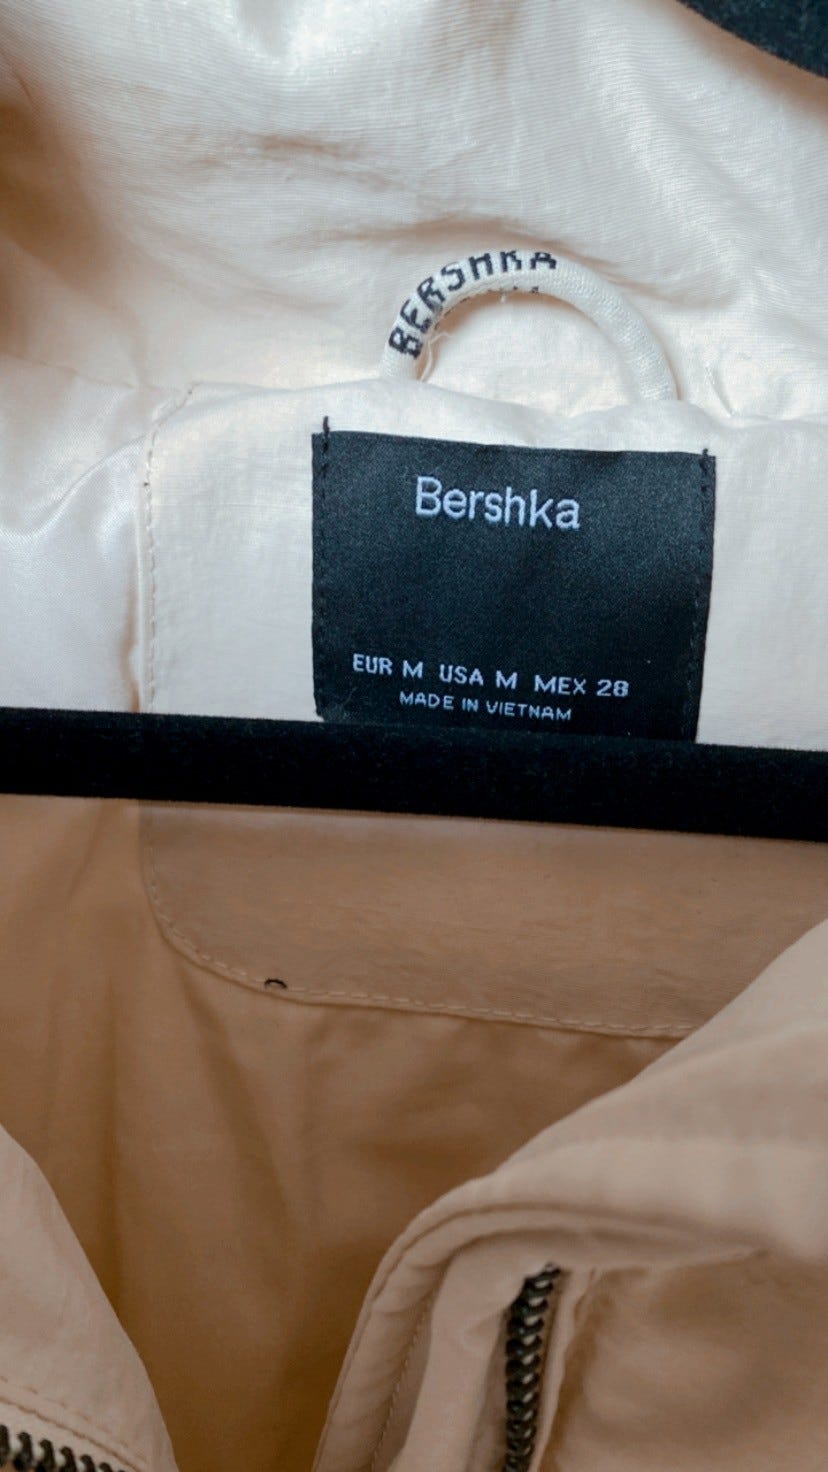 BERSHKA
Bershka
EUR M USA M MEX 28
MADE IN VIETNAM